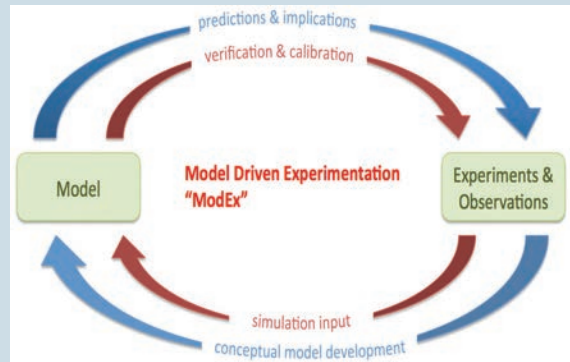 predictions & implications
verification & calibration
Model
Model Driven Experimentation
"ModEx"
Experiments &
Observations
simulation input
conceptual model development